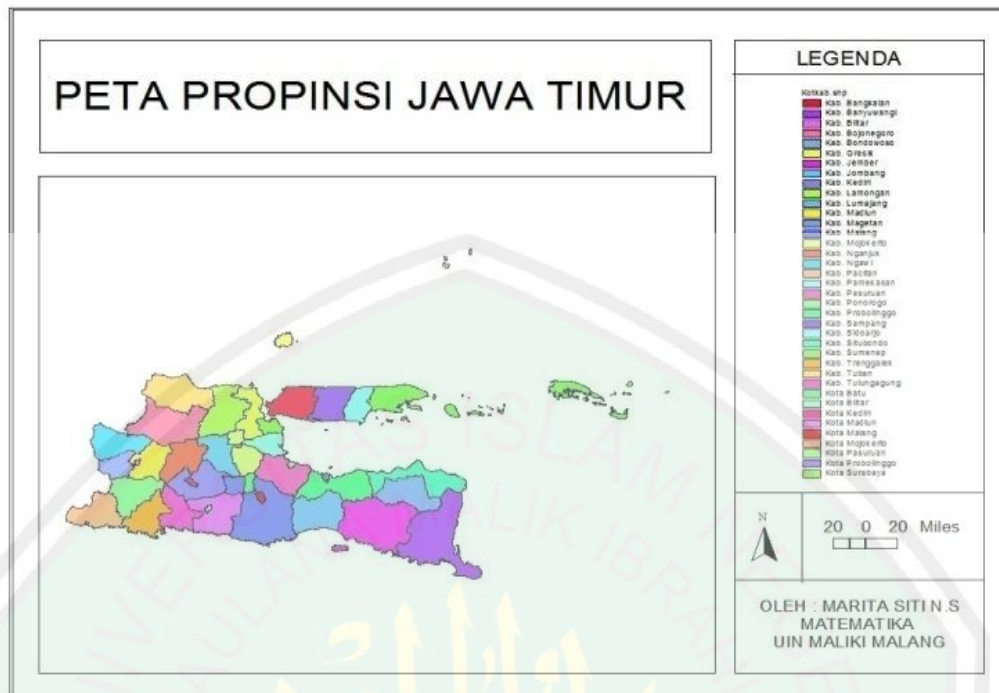 PETA PROPINSI JAWA TIMUR
LEGENDA
Kotkab.shp
Kab. Bangkalan
Kab. Banyuwangi
Kab. Blitar
Kab. Bojonegoro
Kab. Bondowoso
Kab. Gresik
Kab. Jember
Kab. Jombang
Kab. Kediri
Kab. Lamongan
Kab. Lumajang
Kab. Madiun
Kab. Magetan
Kab. Malang
Kab. Mojokerto
Kab. Nganjuk
Kab. Ngawi
Kab. Pacitan
Kab. Pamekasan
Kab. Pasuruan
Kab. Ponorogo
Kab. Probolinggo
Kab. Sampang
Kab. Sidoarjo
Kab. Situbondo
Kab. Sumenep
Kab. Trenggalek
Kab. Tuban
Kab. Tulungagung
Kota Batu
Kota Blitar
Kota Kediri
Kota Madiun
Kota Malang
Kota Mojokerto
Kota Pasuruan
Kota Probolinggo
Kota Surabaya
N
20 0 20 Miles
OLEH : MARITA SITI N.S
MATEMATIKA
UIN MALIKI MALANG